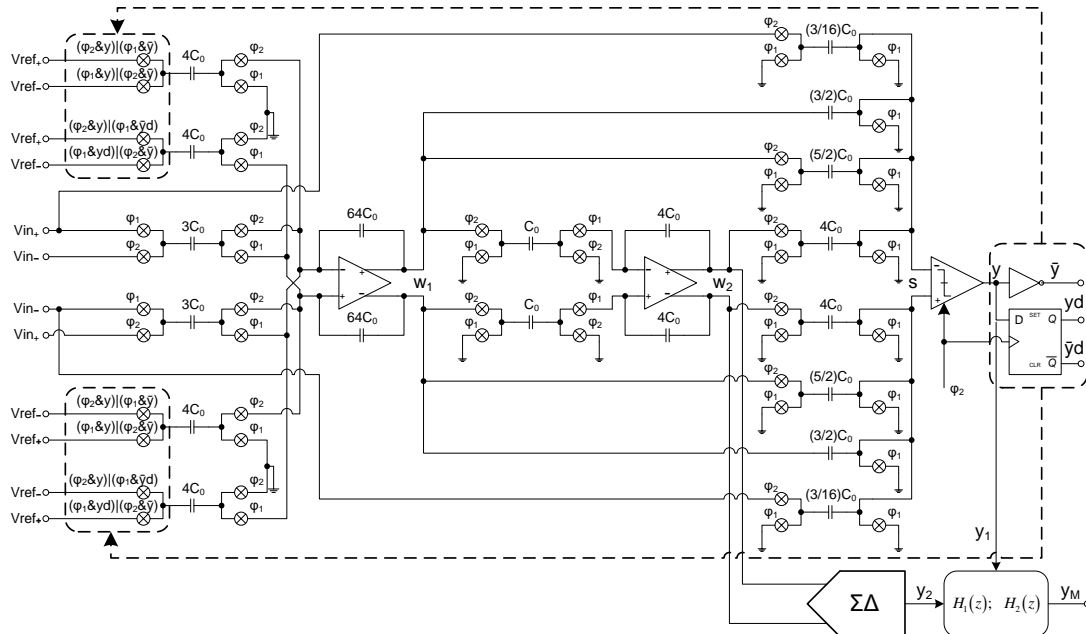 φ₂
(3/16)C₀
φ₁
φ₁
(φ₂&y)|(φ₁&ȳ)
4C₀
φ₂
Vref₊
(φ₁&y)|(φ₂&ȳ)
φ₁
Vref₋
(3/2)C₀
φ₁
(φ₂&y)|(φ₁&ȳd)
4C₀
φ₂
Vref₊
(φ₁&yd)|(φ₂&ȳ)
φ₁
Vref₋
φ₂
(5/2)C₀
φ₁
φ₁
φ₁
3C₀
φ₂
Vin₊
φ₂
φ₁
Vin₋
64C₀
φ₂
C₀
φ₁
φ₁
φ₂
4C₀
φ₂
4C₀
φ₁
φ₁
w₁
w₂
s
y
ȳ
yd
ȳd
D
SET
Q
CLR
Q̅
φ₂
φ₁
3C₀
φ₂
Vin₋
φ₂
φ₁
Vin₊
64C₀
φ₂
C₀
φ₁
φ₁
φ₂
4C₀
φ₂
4C₀
φ₁
φ₁
φ₂
(5/2)C₀
φ₁
φ₁
(φ₂&y)|(φ₁&ȳ)
4C₀
φ₂
Vref₋
(φ₁&y)|(φ₂&ȳ)
φ₁
Vref₊
(3/2)C₀
φ₁
(φ₂&y)|(φ₁&ȳd)
4C₀
φ₂
Vref₋
(φ₁&yd)|(φ₂&ȳ)
φ₁
Vref₊
φ₂
(3/16)C₀
φ₁
φ₁
y₁
ΣΔ
y₂
H₁(z); H₂(z)
y_M